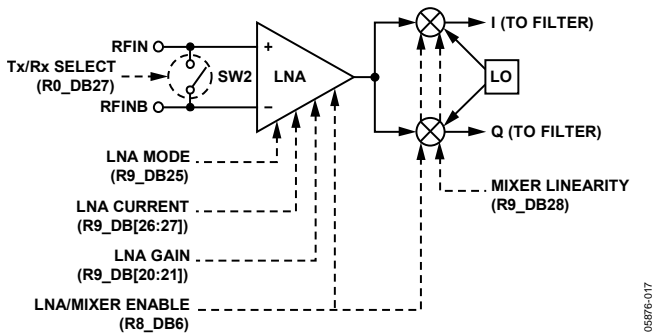 RFIN
I (TO FILTER)
Tx/Rx SELECT
(R0_DB27)
SW2
LNA
LO
RFINB
Q (TO FILTER)
LNA MODE
(R9_DB25)
MIXER LINEARITY
(R9_DB28)
LNA CURRENT
(R9_DB[26:27])
LNA GAIN
(R9_DB[20:21])
LNA/MIXER ENABLE
(R8_DB6)
05876-017
+
−